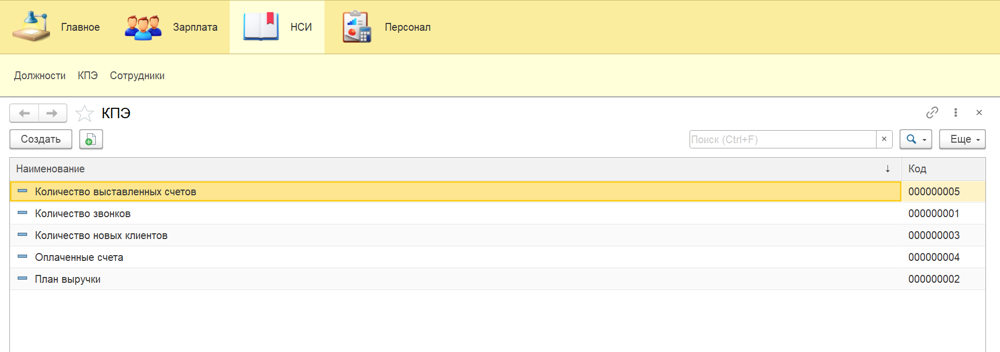 Главное Зарплата НСИ Персонал
Должности КПЭ Сотрудники
КПЭ
Создать Поиск (Ctrl+F) × Еще
Наименование ↓ Код
Количество выставленных счетов 000000005
Количество звонков 000000001
Количество новых клиентов 000000003
Оплаченные счета 000000004
План выручки 000000002